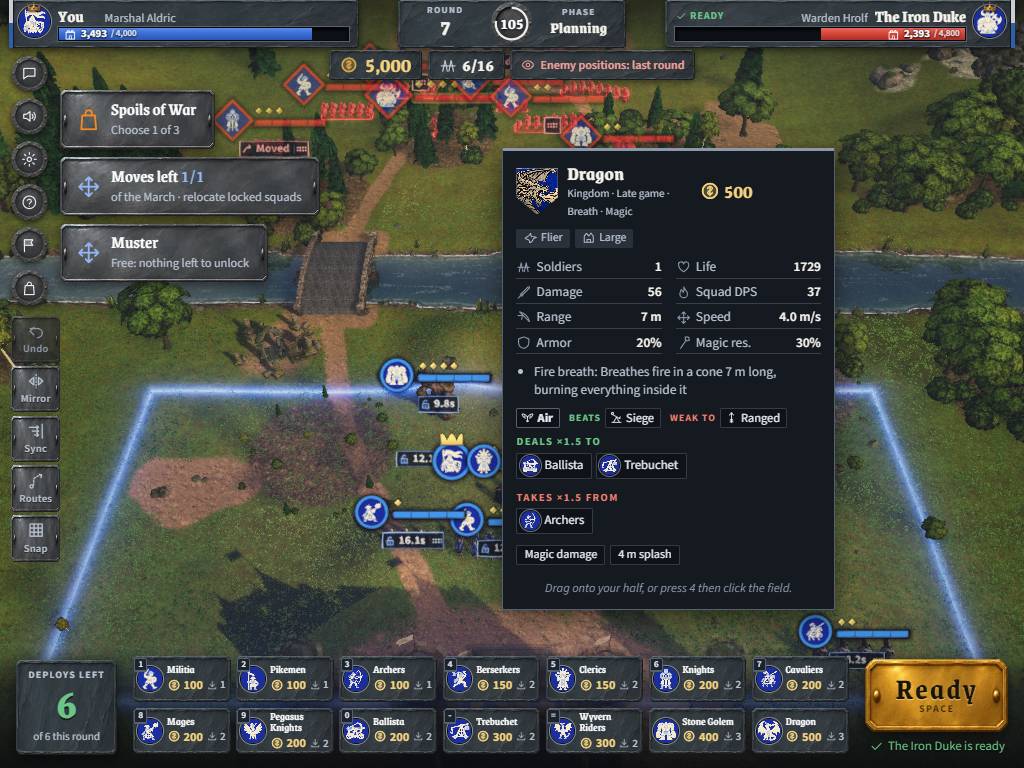 You
Marshal Aldric
3,493 / 4,000
ROUND
7
105
PHASE
Planning
READY
Warden Hrolf
The Iron Duke
2,393 / 4,800
5,000
6/16
Enemy positions: last round
Spoils of War
Choose 1 of 3
Moved
Moves left 1/1
of the March · relocate locked squads
Muster
Free: nothing left to unlock
Undo
Mirror
Sync
Routes
Snap
9.8s
16.1s
Dragon
Kingdom · Late game ·
Breath · Magic
500
Flier
Large
Soldiers 1
Life 1729
Damage 56
Squad DPS 37
Range 7 m
Speed 4.0 m/s
Armor 20%
Magic res. 30%
• Fire breath: Breathes fire in a cone 7 m long,
burning everything inside it
Air BEATS Siege WEAK TO Ranged
DEALS ×1.5 TO
Ballista Trebuchet
TAKES ×1.5 FROM
Archers
Magic damage 4 m splash
Drag onto your half, or press 4 then click the field.
DEPLOYS LEFT
6
of 6 this round
1 Militia 100 1
2 Pikemen 100 1
3 Archers 100 1
4 Berserkers 150 2
5 Clerics 150 2
6 Knights 200 2
7 Cavaliers 200 2
8 Mages 200 2
9 Pegasus Knights 200 2
0 Ballista 200 2
- Trebuchet 300 2
= Wyvern Riders 300 2
Stone Golem 400 3
Dragon 500 3
Ready
SPACE
The Iron Duke is ready